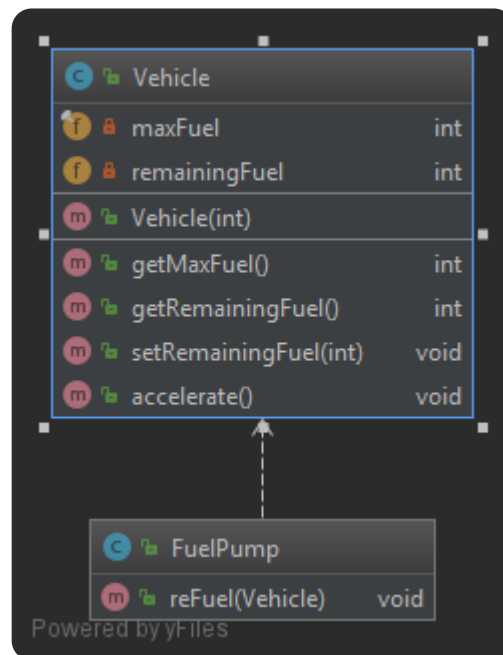 Vehicle
maxFuel int
remainingFuel int
Vehicle(int)
getMaxFuel() int
getRemainingFuel() int
setRemainingFuel(int) void
accelerate() void
FuelPump
reFuel(Vehicle) void
Powered by yFiles